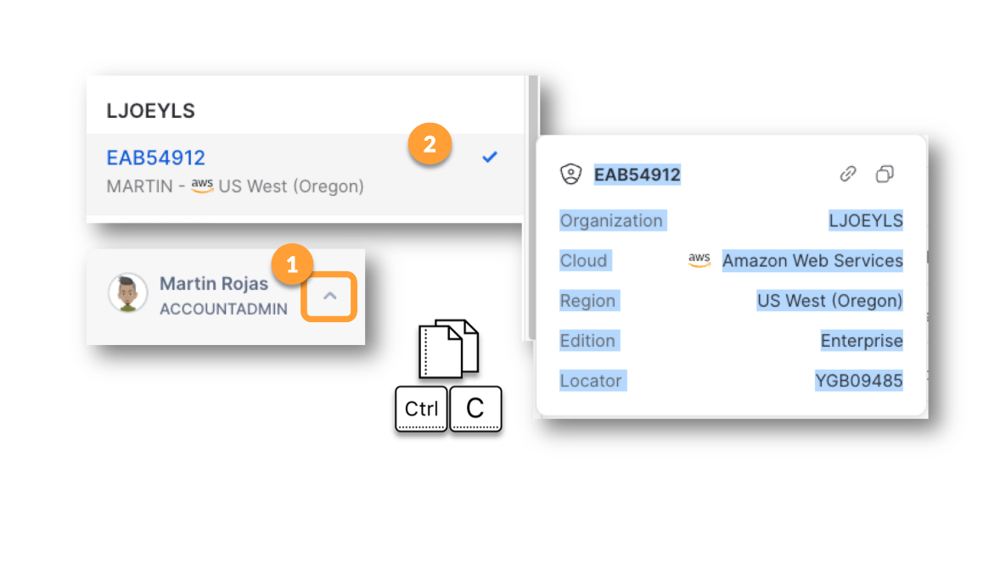 LJOEYLS
EAB54912
MARTIN - aws US West (Oregon)
2
1
Martin Rojas
ACCOUNTADMIN
Ctrl C
EAB54912
Organization LJOEYLS
Cloud aws Amazon Web Services
Region US West (Oregon)
Edition Enterprise
Locator YGB09485